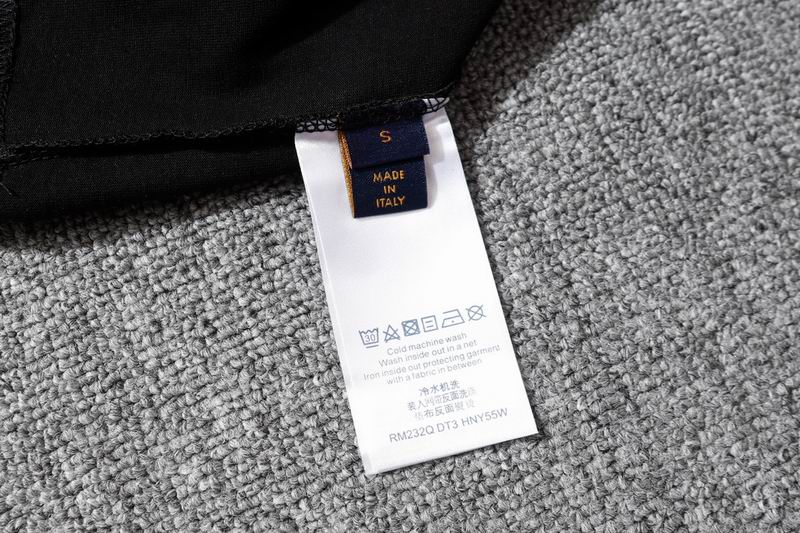 S
MADE
IN
ITALY
30
Cold machine wash
Wash inside out in a net
Iron inside out protecting garment
with a fabric in between
冷水机洗
装入网袋反面洗涤
垫布反面熨烫
RM232Q DT3 HNY55W